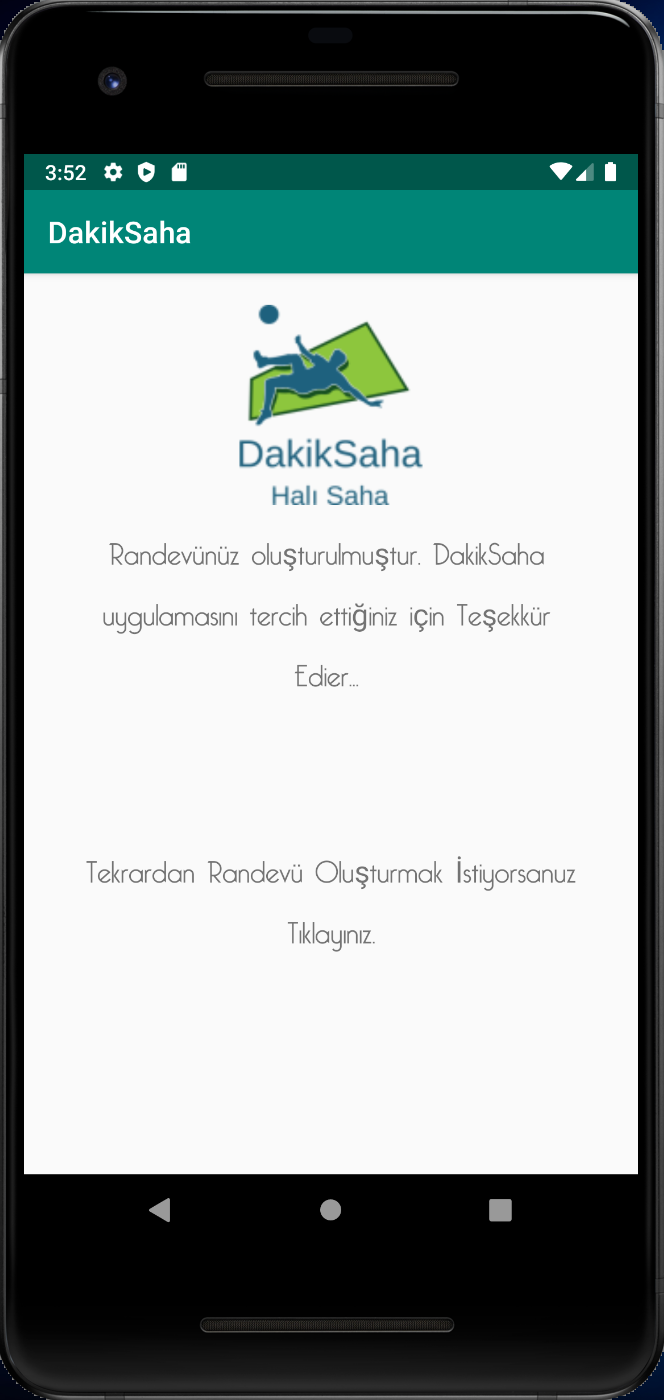 3:52
DakikSaha
DakikSaha
Halı Saha
Randevünüz oluşturulmuştur. DakikSaha
uygulamasını tercih ettiğiniz için Teşekkür
Edier...
Tekrardan Randevü Oluşturmak İstiyorsanuz
Tıklayınız.